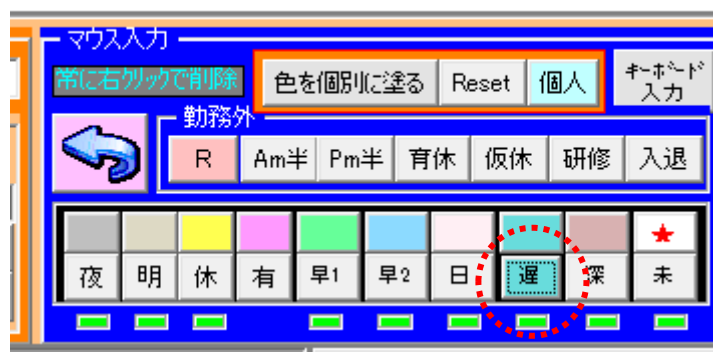 マウス入力
常に右クリックで削除 色を個別に塗る Reset 個人 キーボード
入力
勤務外
R Am半 Pm半 育休 仮休 研修 入退
夜 明 休 有 早1 早2 日 遅 深 未